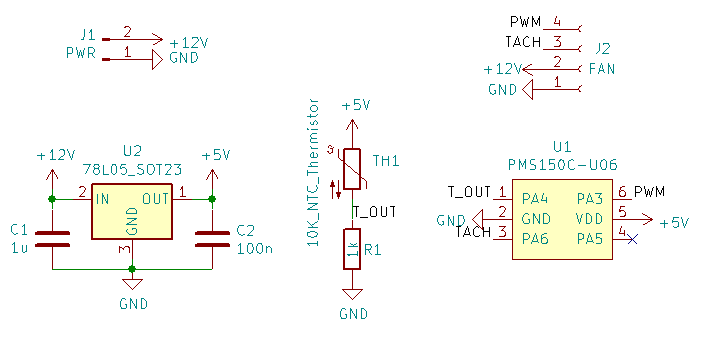 J1
PWR
2
1
+12V
GND
PWM 4
TACH 3
+12V 2
GND 1
J2
FAN
U2
78L05_SOT23
+12V
+5V
2 IN OUT 1
GND
3
C1
1u
C2
100n
GND
+5V
10K_NTC_Thermistor
θ
TH1
T_OUT
1k
R1
GND
U1
PMS150C-U06
T_OUT 1 PA4 PA3 6 PWM
GND 2 GND VDD 5 +5V
TACH 3 PA6 PA5 4